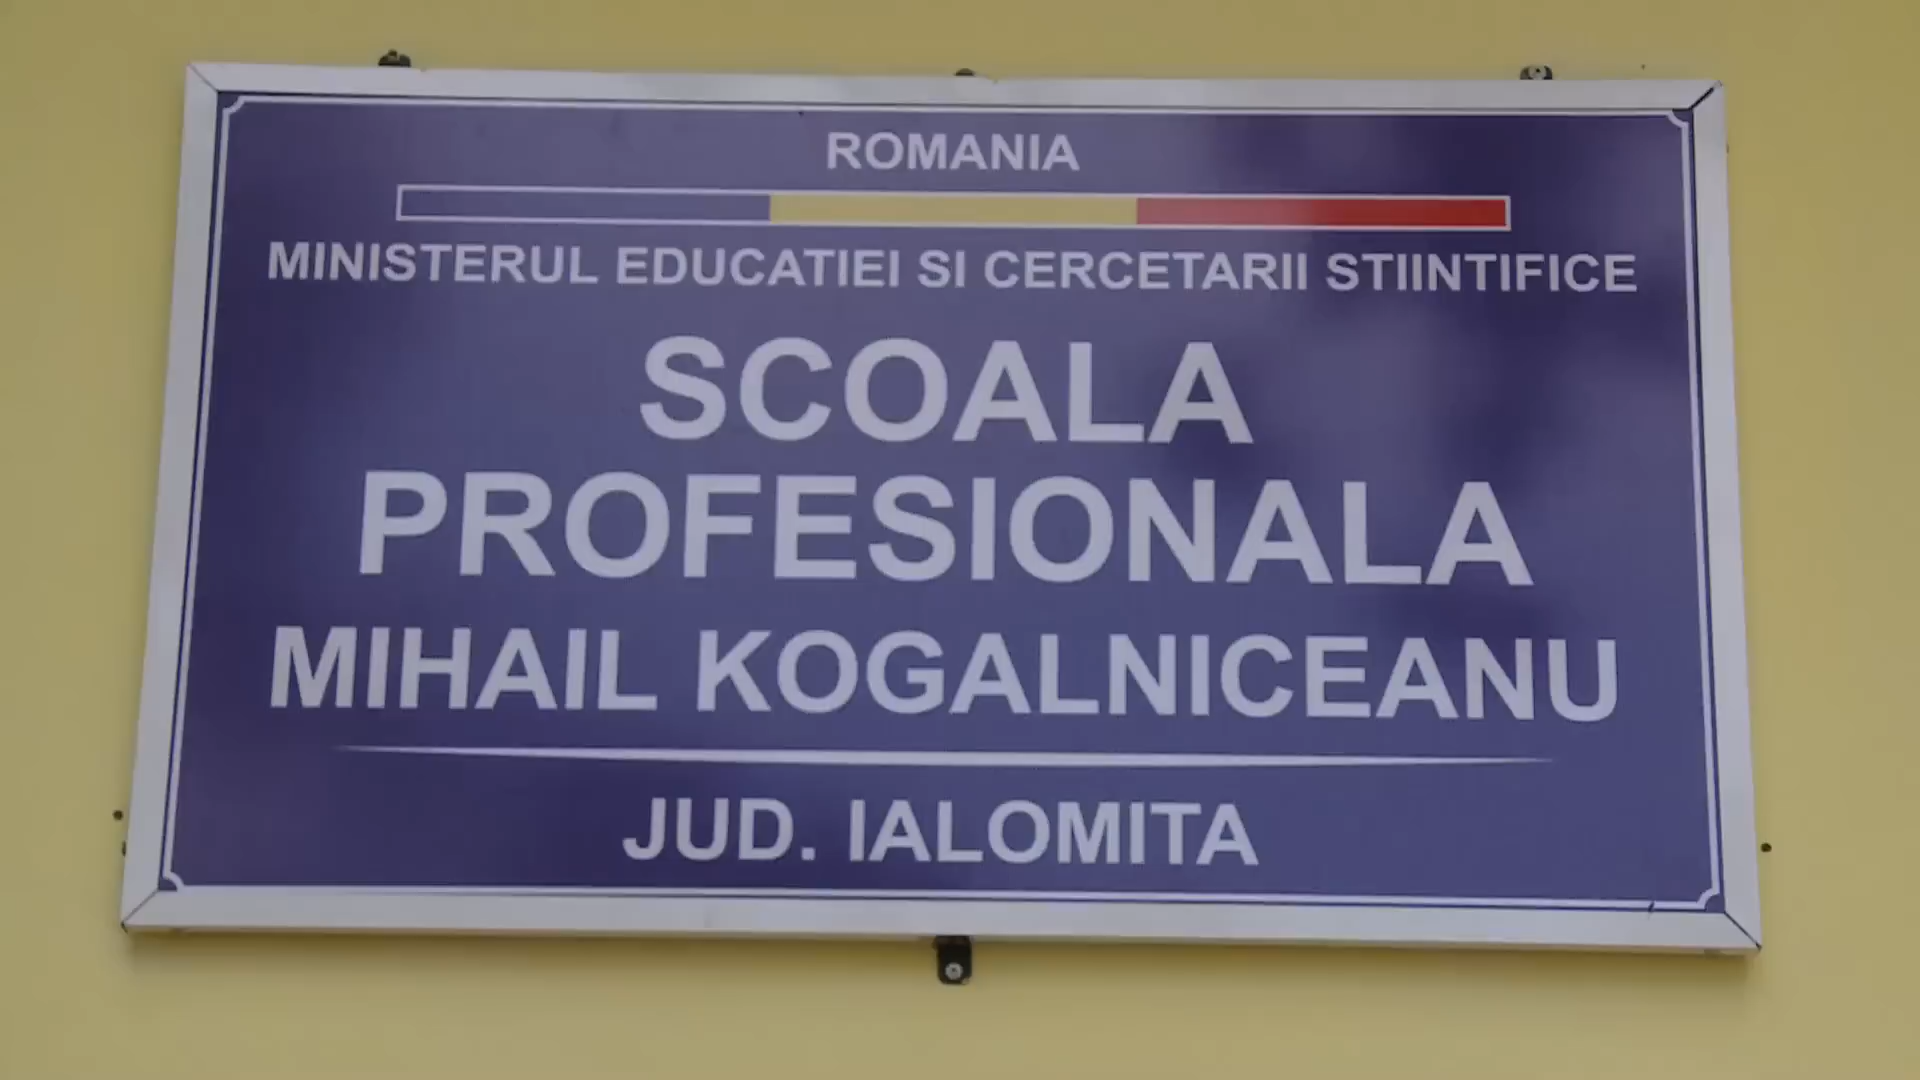 ROMANIA
MINISTERUL EDUCATIEI SI CERCETARII STIINTIFICE
SCOALA
PROFESIONALA
MIHAIL KOGALNICEANU
JUD. IALOMITA